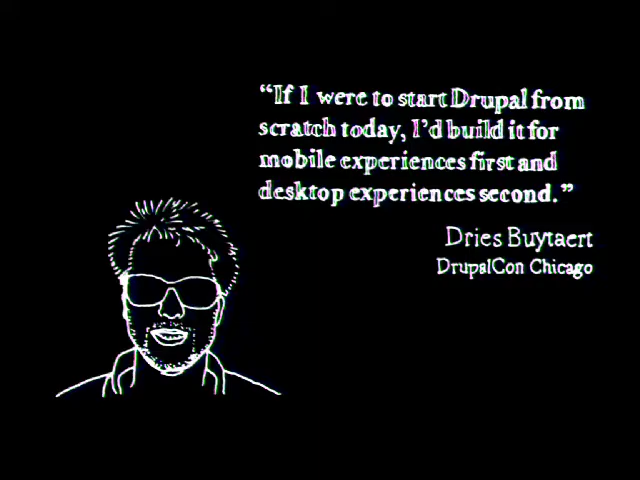 “If I were to start Drupal from
scratch today, I’d build it for
mobile experiences first and
desktop experiences second.”
Dries Buytaert
DrupalCon Chicago